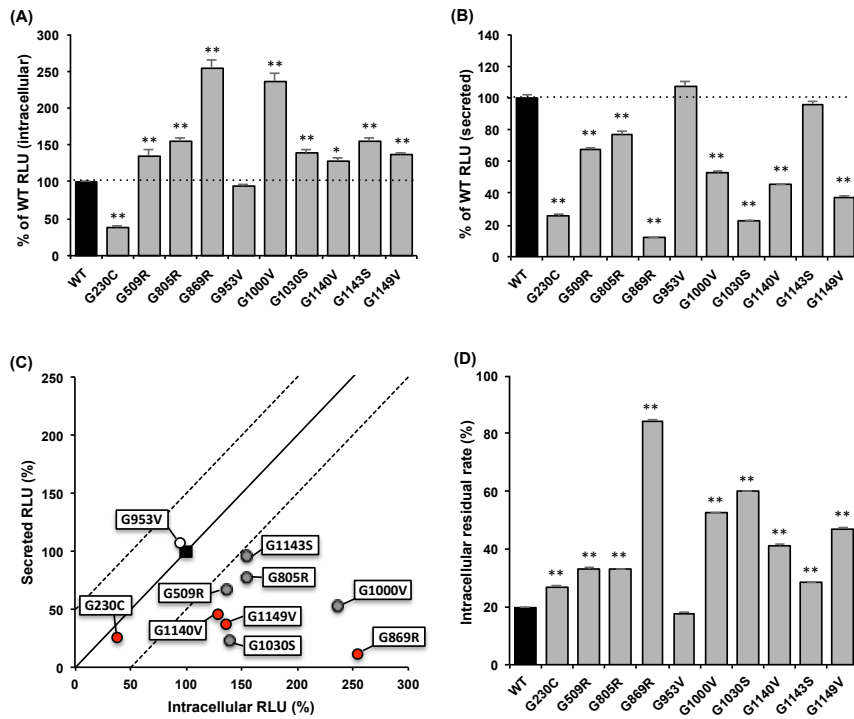 (A)
% of WT RLU (intracellular)
300
250
200
150
100
50
0
**
**
**
**
**
**
*
**
**
WT
G230C
G509R
G805R
G869R
G953V
G1000V
G1030S
G1140V
G1143S
G1149V
(B)
% of WT RLU (secreted)
140
120
100
80
60
40
20
0
**
**
**
**
**
**
**
**
WT
G230C
G509R
G805R
G869R
G953V
G1000V
G1030S
G1140V
G1143S
G1149V
(C)
Secreted RLU (%)
250
200
150
100
50
0
G953V
G1143S
G805R
G509R
G1000V
G230C
G1140V
G1149V
G1030S
G869R
0
50
100
150
200
250
300
Intracellular RLU (%)
(D)
Intracellular residual rate (%)
100
80
60
40
20
0
**
**
**
**
**
**
**
**
**
WT
G230C
G509R
G805R
G869R
G953V
G1000V
G1030S
G1140V
G1143S
G1149V